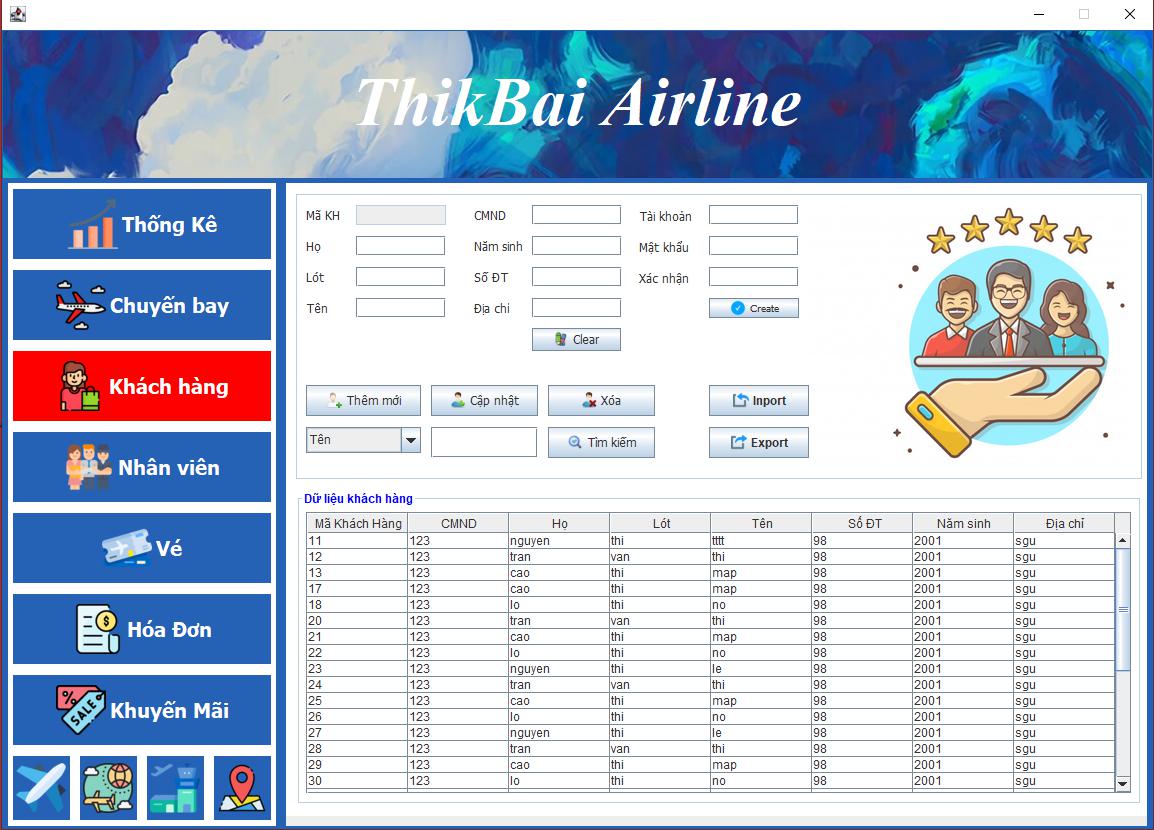 ThikBai Airline
Thống Kê
Chuyến bay
Khách hàng
Nhân viên
Vé
Hóa Đơn
% SALE
Khuyến Mãi
Mã KH CMND Tài khoản
Họ Năm sinh Mật khẩu
Lót Số ĐT Xác nhận
Tên Địa chỉ Create
Clear
Thêm mới Cập nhật Xóa Inport
Tên Tìm kiếm Export
Dữ liệu khách hàng
Mã Khách Hàng CMND Họ Lót Tên Số ĐT Năm sinh Địa chỉ
11 123 nguyen thi tttt 98 2001 sgu
12 123 tran van thi 98 2001 sgu
13 123 cao thi map 98 2001 sgu
17 123 cao thi map 98 2001 sgu
18 123 lo thi no 98 2001 sgu
20 123 tran van thi 98 2001 sgu
21 123 cao thi map 98 2001 sgu
22 123 lo thi no 98 2001 sgu
23 123 nguyen thi le 98 2001 sgu
24 123 tran van thi 98 2001 sgu
25 123 cao thi map 98 2001 sgu
26 123 lo thi no 98 2001 sgu
27 123 nguyen thi le 98 2001 sgu
28 123 tran van thi 98 2001 sgu
29 123 cao thi map 98 2001 sgu
30 123 lo thi no 98 2001 sgu